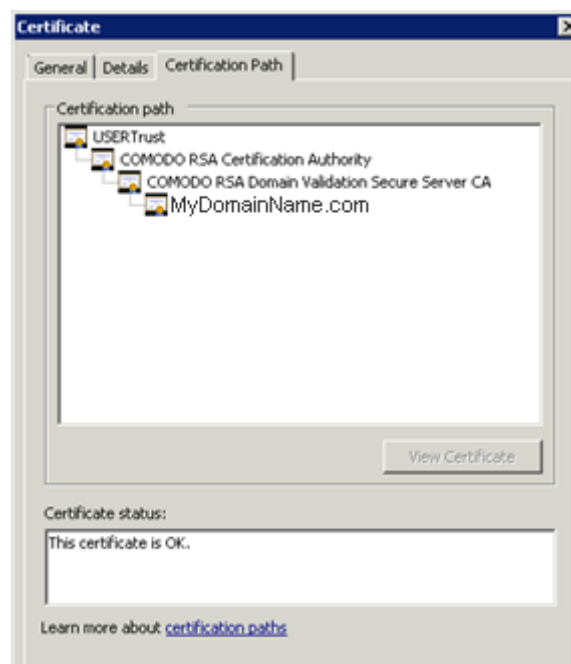 Certificate
General Details Certification Path
Certification path
USERTrust
COMODO RSA Certification Authority
COMODO RSA Domain Validation Secure Server CA
MyDomainName.com
View Certificate
Certificate status:
This certificate is OK.
Learn more about certification paths